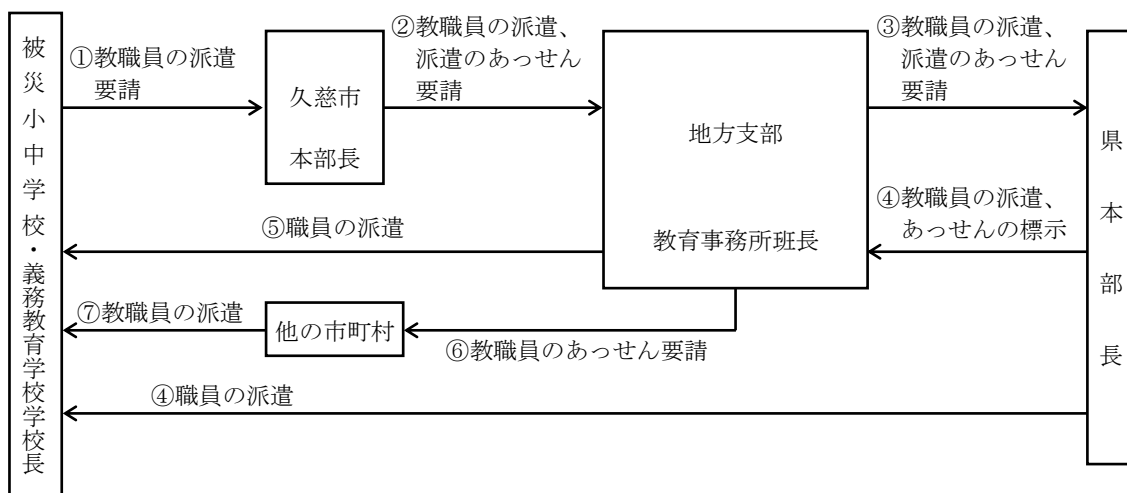 被災小中学校・義務教育学校学校長
①教職員の派遣
要請
久慈市
本部長
②教職員の派遣、
派遣のあっせん
要請
地方支部
教育事務所班長
③教職員の派遣、
派遣のあっせん
要請
県本部長
④教職員の派遣、
あっせんの標示
⑤職員の派遣
⑦教職員の派遣
他の市町村
⑥教職員のあっせん要請
④職員の派遣